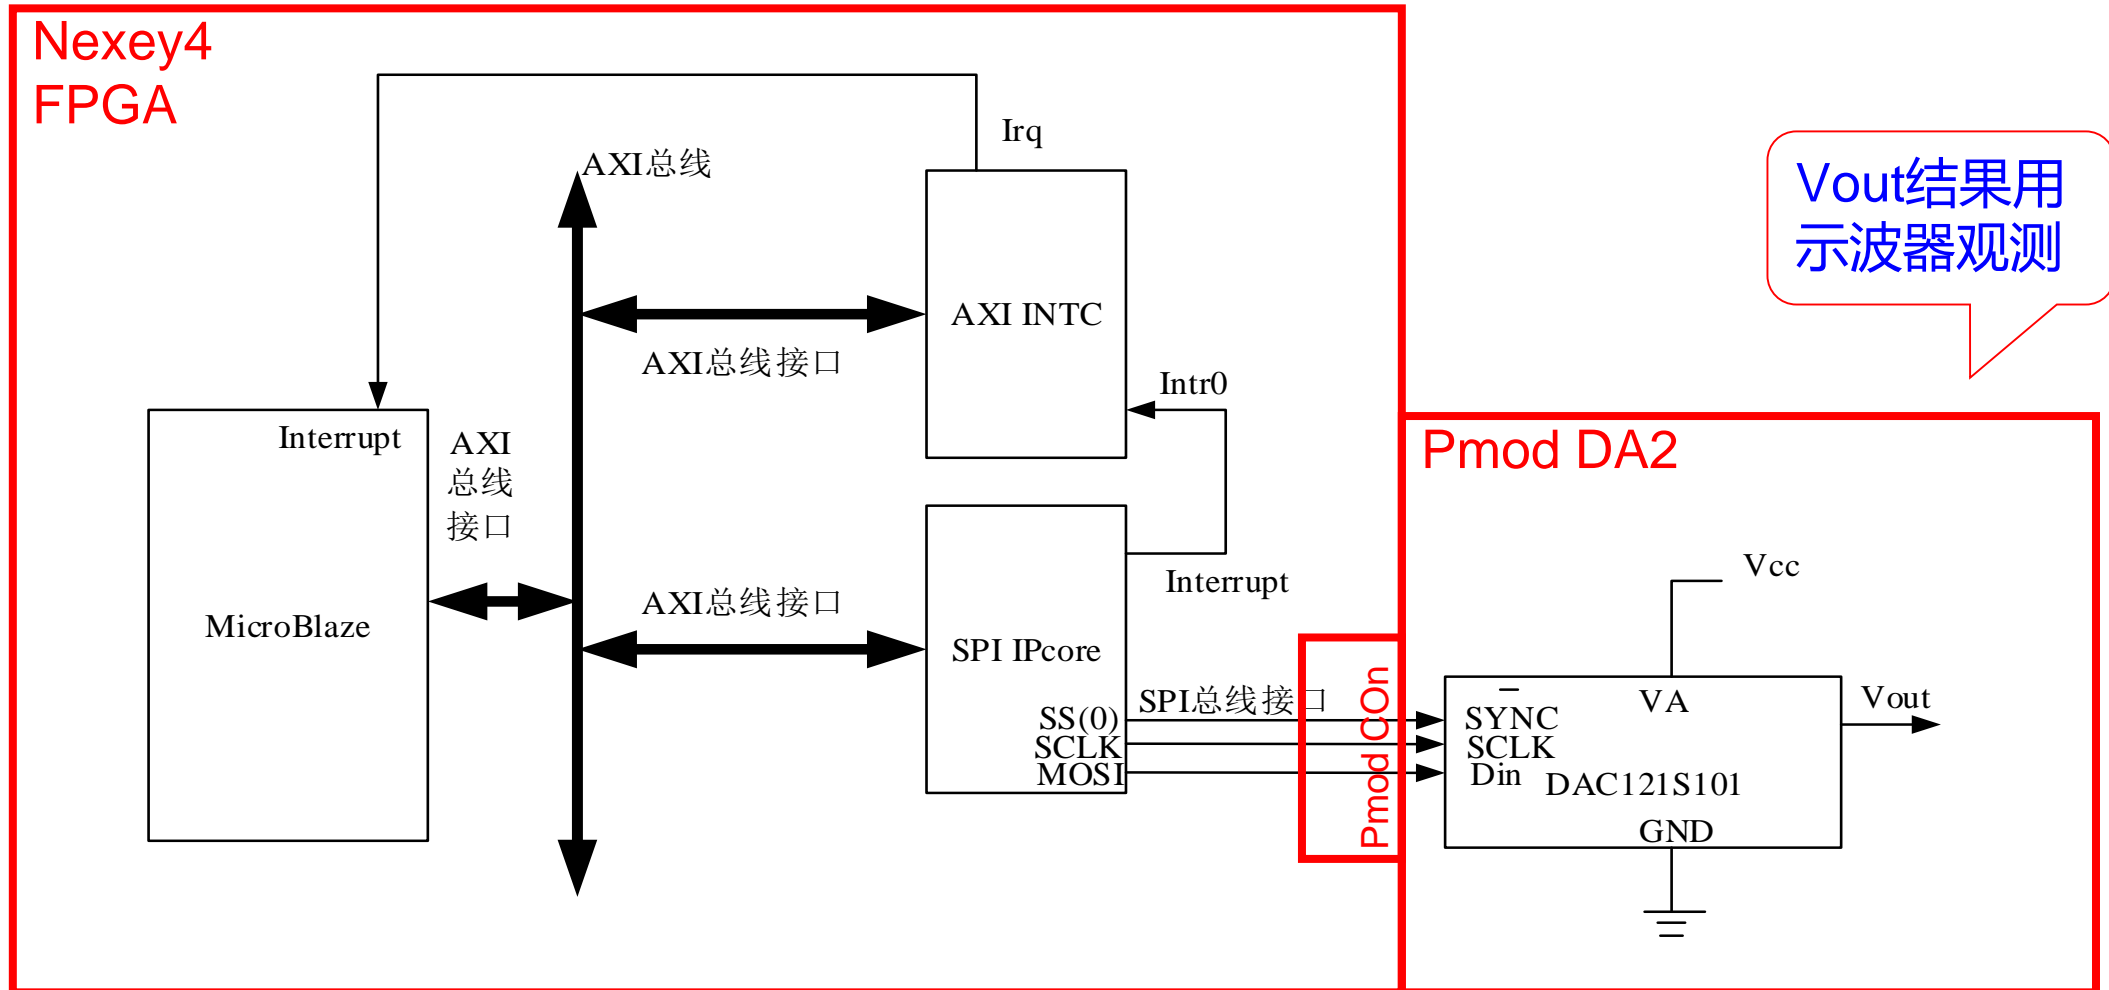 Nexey4
FPGA
Irq
AXI总线
Vout结果用
示波器观测
AXI INTC
AXI总线接口
Intr0
Interrupt
AXI
总线
接口
Pmod DA2
Vcc
Interrupt
AXI总线接口
MicroBlaze
SPI IPcore
SPI总线接口
Pmod COn
SS(0)
SCLK
MOSI
SYNC
SCLK
Din
VA
Vout
DAC121S101
GND